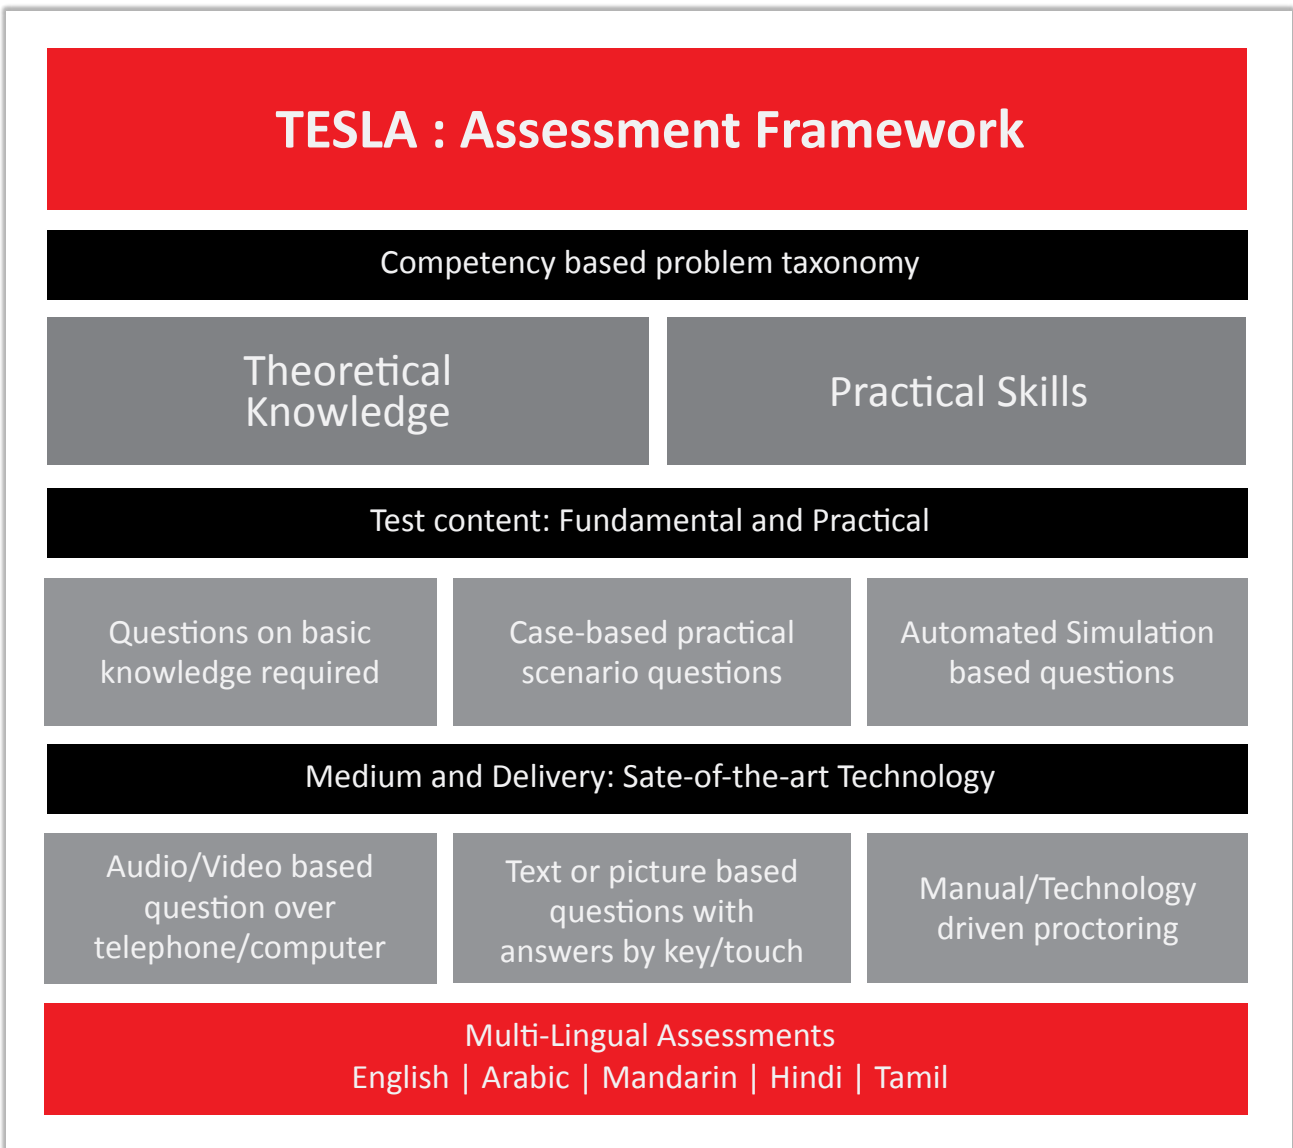 TESLA : Assessment Framework
Competency based problem taxonomy
Theoretical
Knowledge
Practical Skills
Test content: Fundamental and Practical
Questions on basic
knowledge required
Case-based practical
scenario questions
Automated Simulation
based questions
Medium and Delivery: Sate-of-the-art Technology
Audio/Video based
question over
telephone/computer
Text or picture based
questions with
answers by key/touch
Manual/Technology
driven proctoring
Multi-Lingual Assessments
English | Arabic | Mandarin | Hindi | Tamil